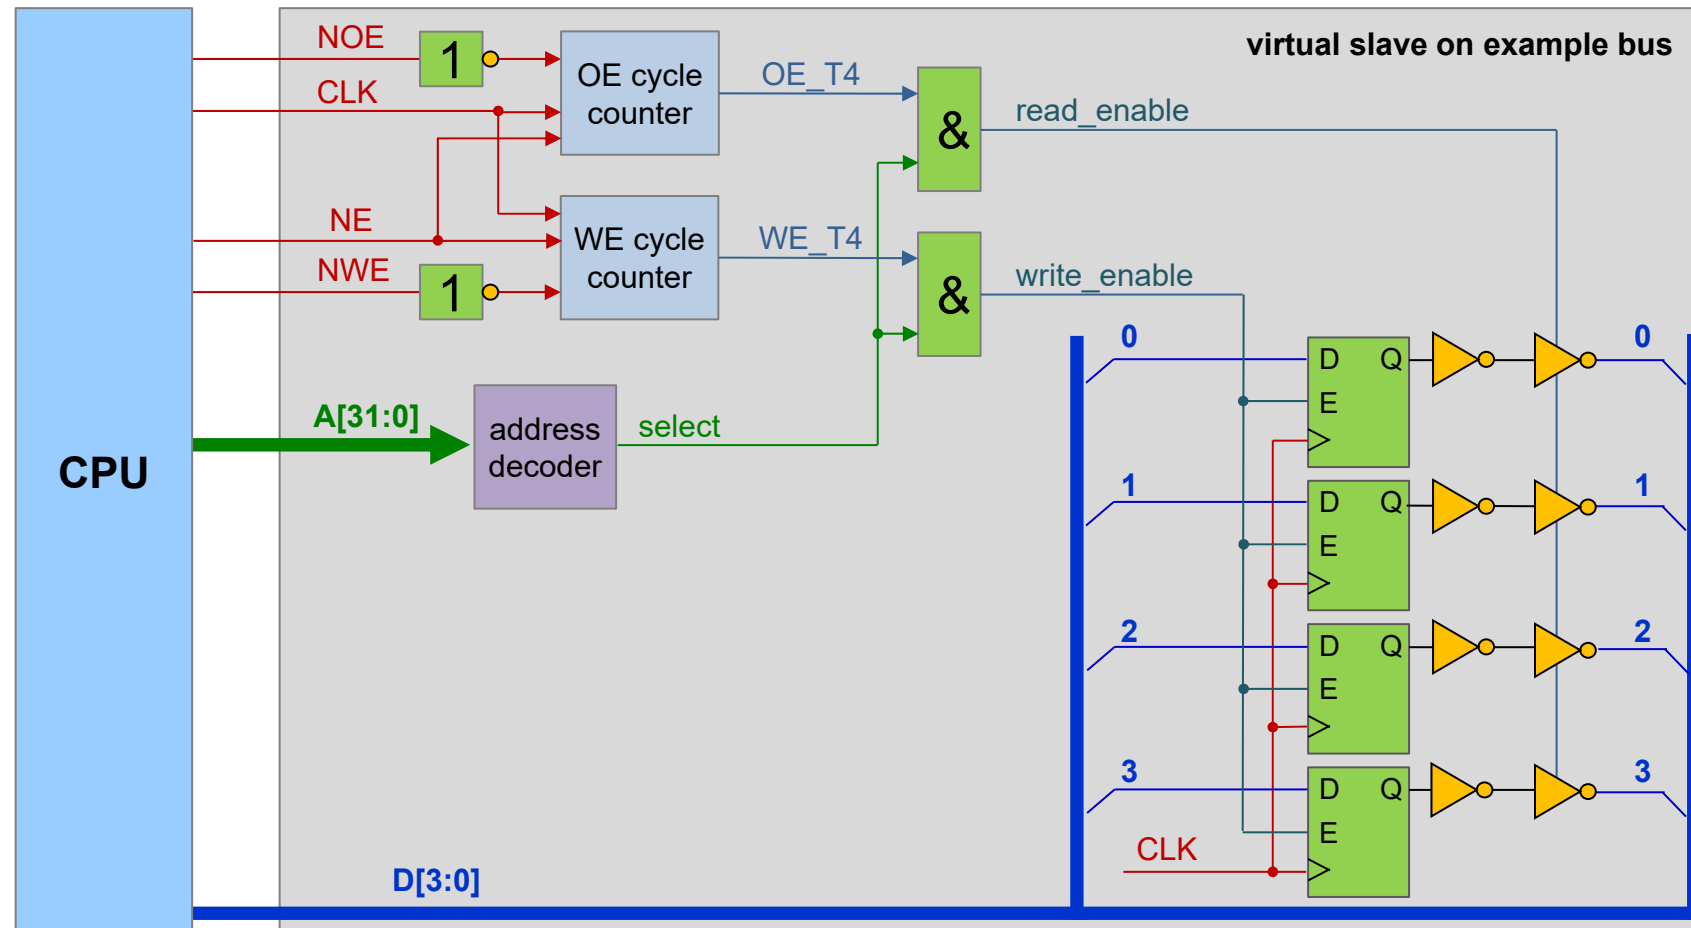 virtual slave on example bus
NOE
1
CLK
OE cycle
counter
OE_T4
&
read_enable
NE
NWE
1
WE cycle
counter
WE_T4
&
write_enable
CPU
A[31:0]
address
decoder
select
0
D
Q
E
0
1
D
Q
E
1
2
D
Q
E
2
3
D
Q
E
3
CLK
D[3:0]